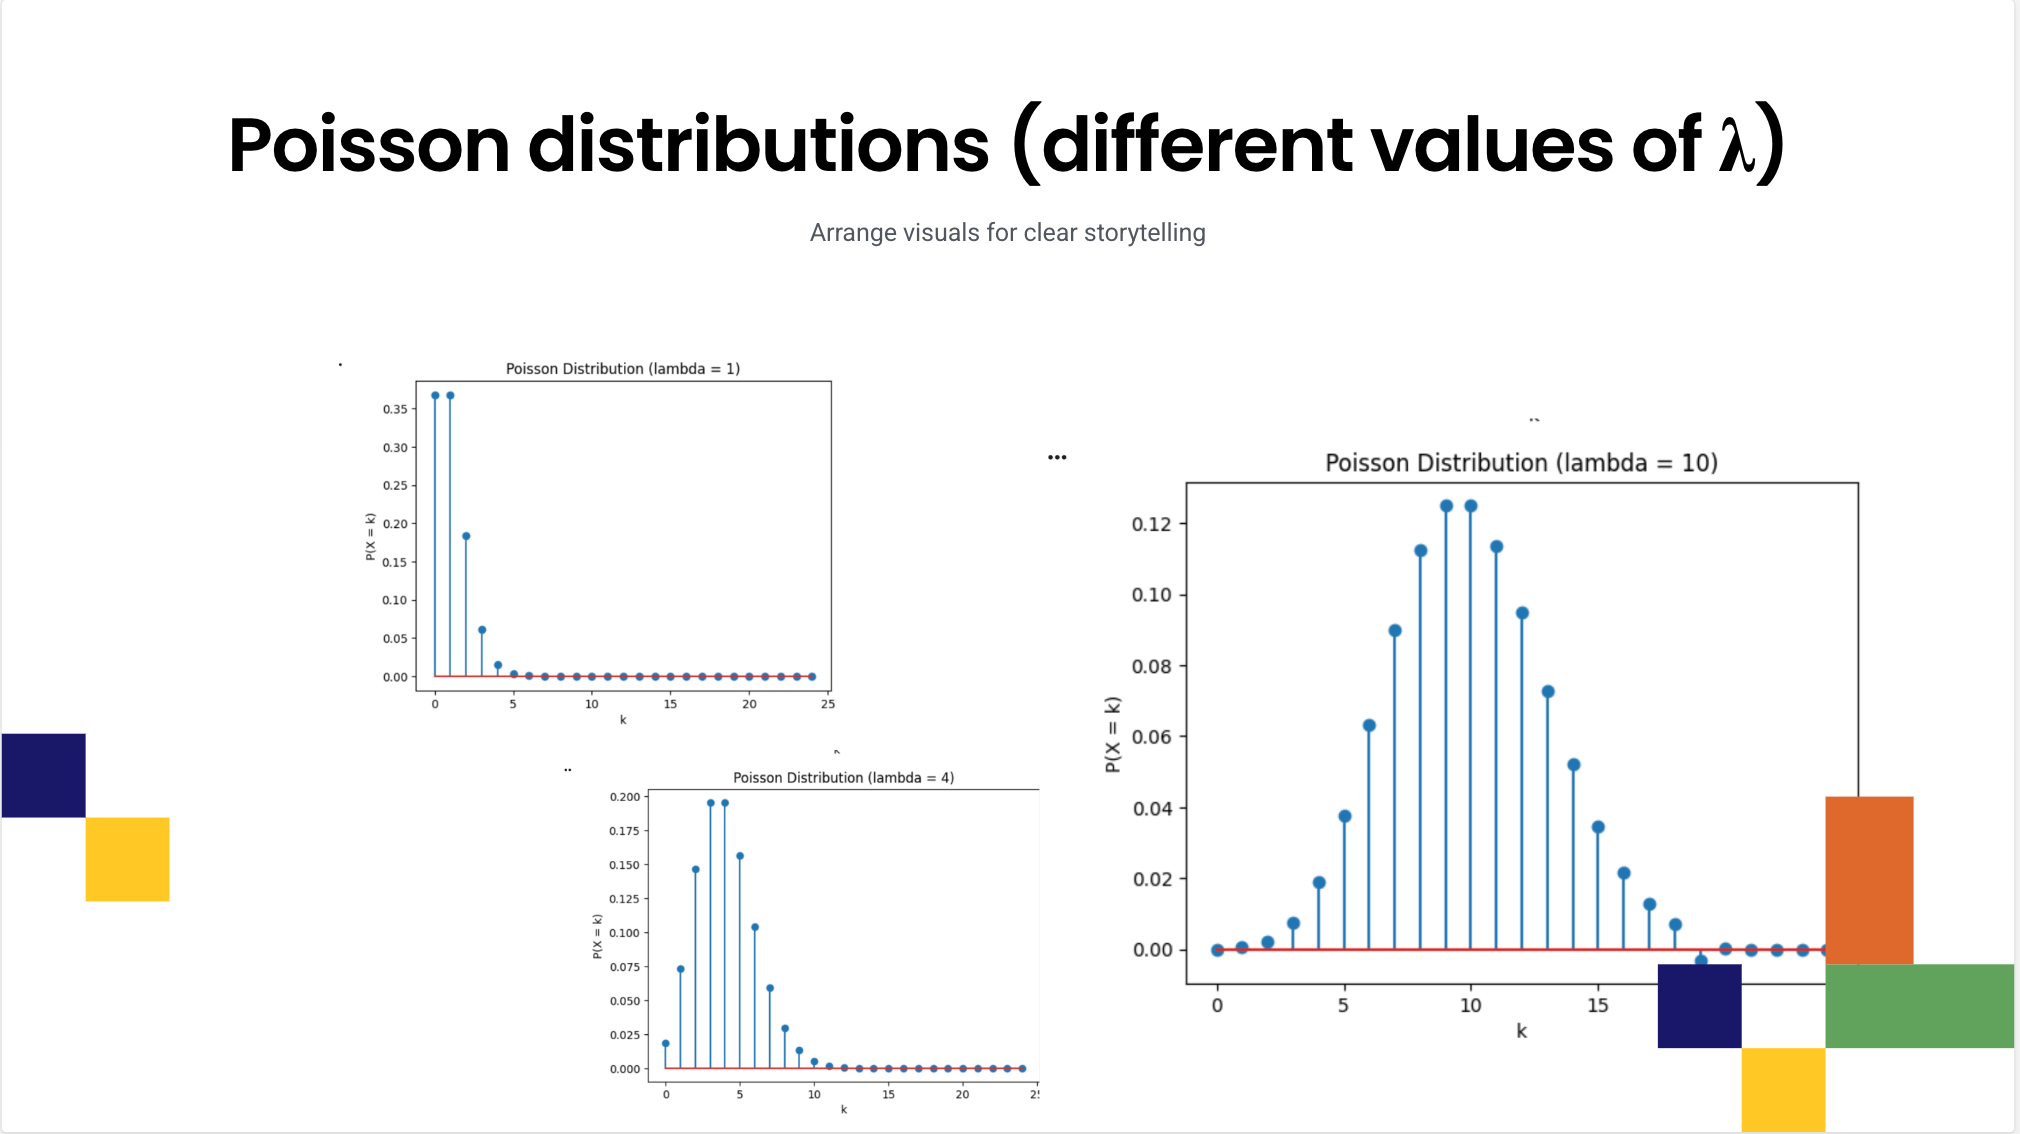 Poisson distributions (different values of λ)
Arrange visuals for clear storytelling
Poisson Distribution (lambda = 1)
0.35
0.30
0.25
0.20
0.15
0.10
0.05
0.00
P(X = k)
0 5 10 15 20 25
k
Poisson Distribution (lambda = 4)
0.200
0.175
0.150
0.125
0.100
0.075
0.050
0.025
0.000
P(X = k)
0 5 10 15 20
k
Poisson Distribution (lambda = 10)
0.12
0.10
0.08
0.06
0.04
0.02
0.00
P(X = k)
0 5 10 15
k